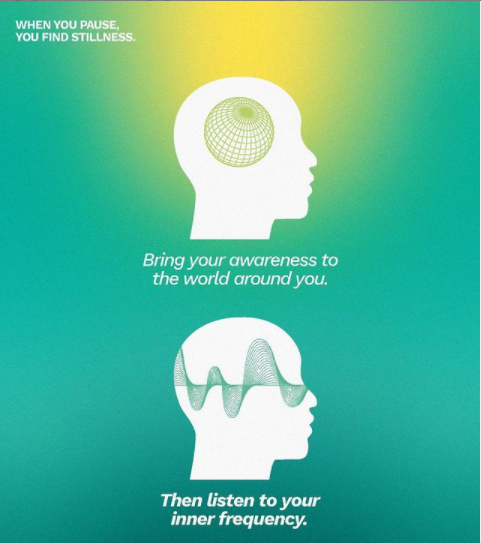 WHEN YOU PAUSE,
YOU FIND STILLNESS.
Bring your awareness to
the world around you.
Then listen to your
inner frequency.